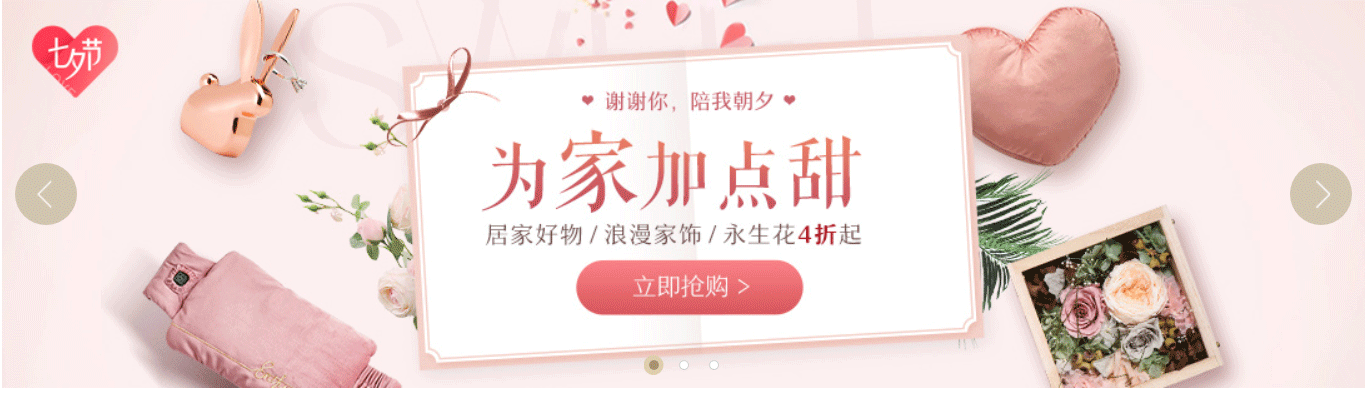 七夕节
谢谢你，陪我朝夕
为家加点甜
居家好物 / 浪漫家饰 / 永生花4折起
立即抢购 >